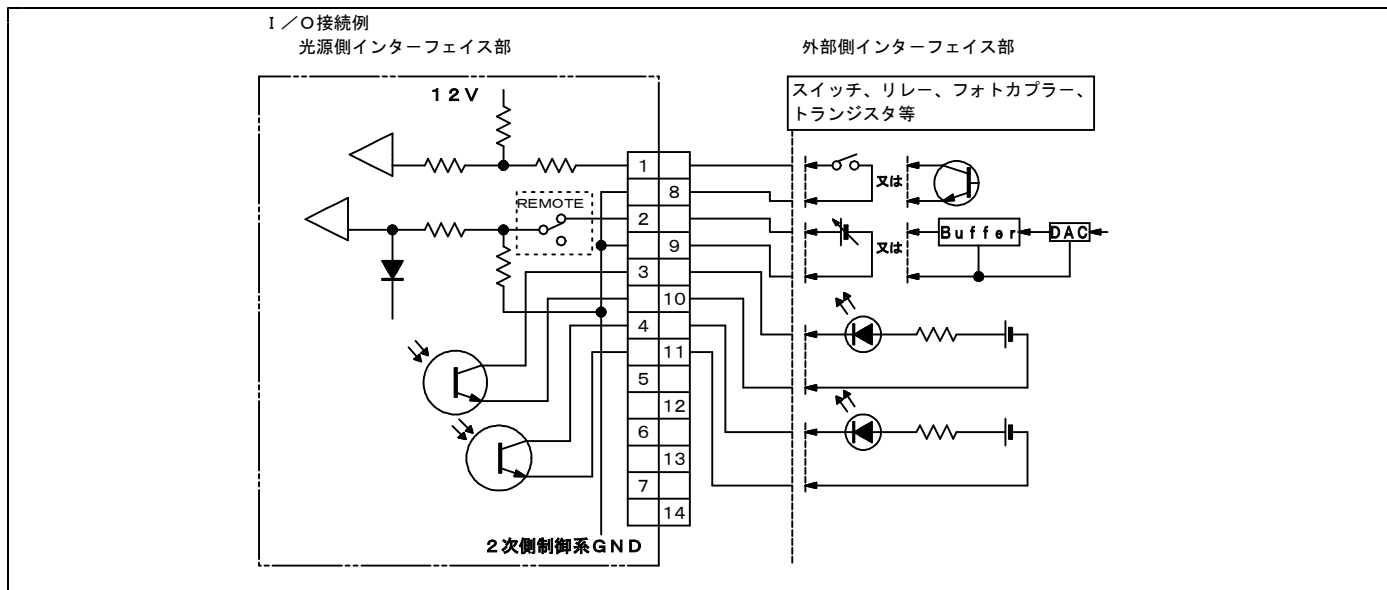 Ｉ／Ｏ接続例
光源側インターフェイス部
外部側インターフェイス部
スイッチ、リレー、フォトカプラー、
トランジスタ等
１２Ｖ
1
8
又は
REMOTE
2
9
又は
Ｂｕｆｆｅｒ
ＤＡＣ
3
10
4
11
5
12
6
13
7
14
２次側制御系ＧＮＤ